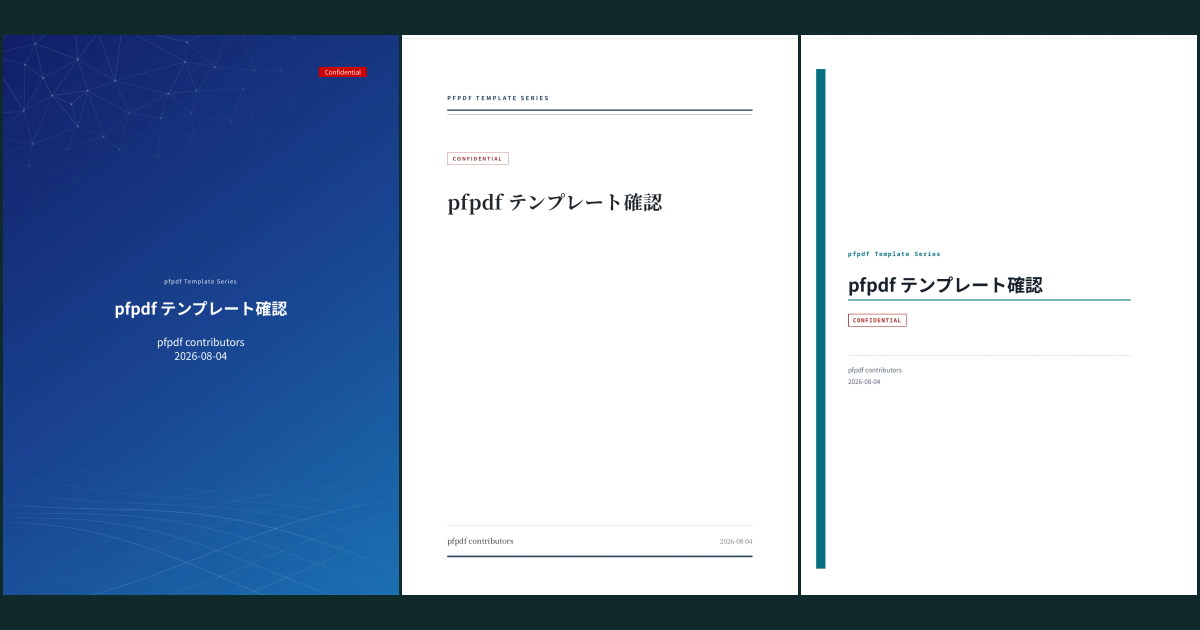 Confidential
pfpdf Template Series
pfpdf テンプレート確認
pfpdf contributors
2026-08-04
PFPDF TEMPLATE SERIES
CONFIDENTIAL
pfpdf テンプレート確認
pfpdf contributors
2026-08-04
pfpdf Template Series
pfpdf テンプレート確認
CONFIDENTIAL
pfpdf contributors
2026-08-04